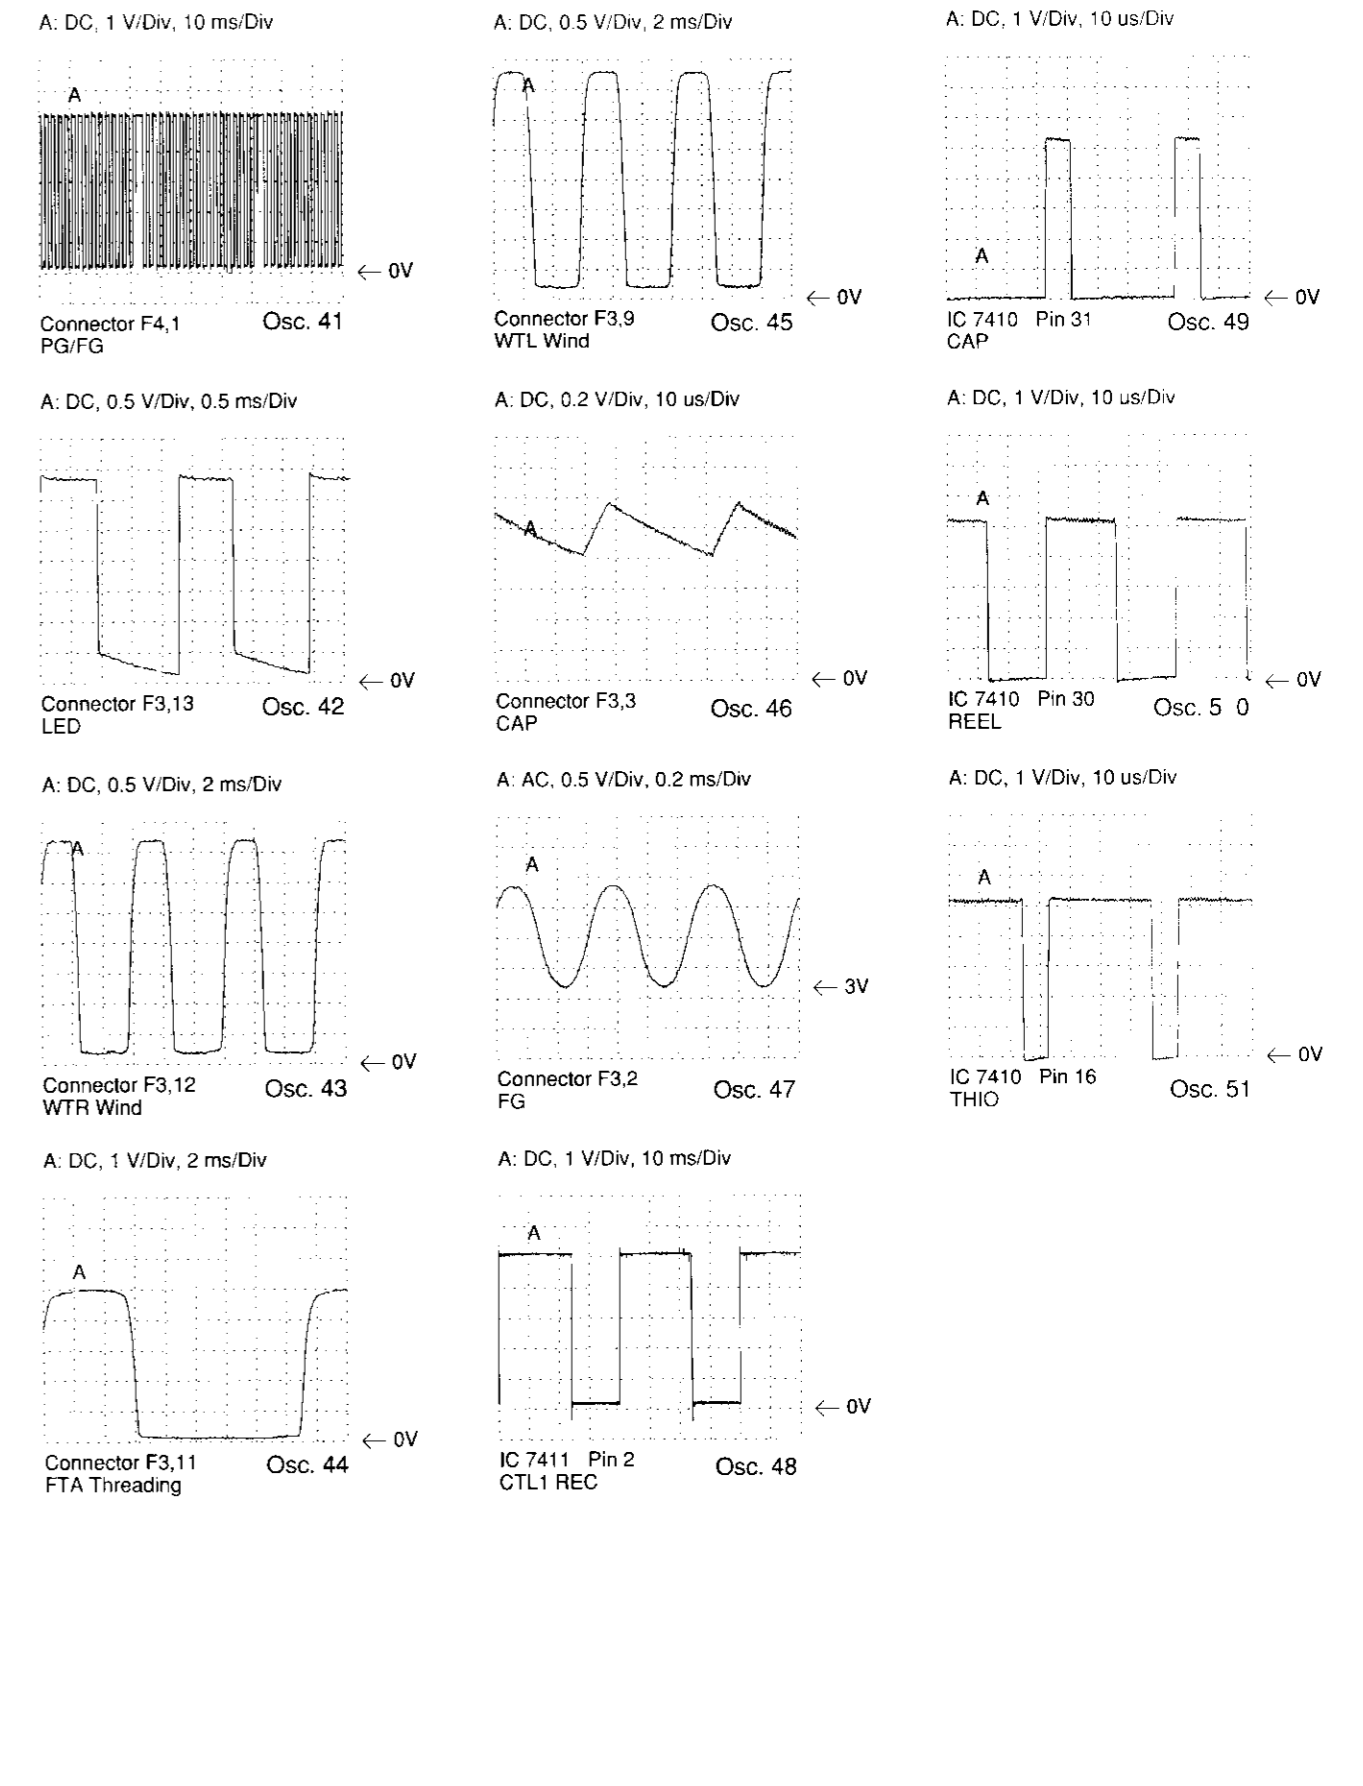 A: DC, 1 V/Div, 10 ms/Div
A
← 0V
Connector F4,1
Osc. 41
PG/FG
A: DC, 0.5 V/Div, 2 ms/Div
A
← 0V
Connector F3,9
Osc. 45
WTL Wind
A: DC, 1 V/Div, 10 us/Div
A
← 0V
IC 7410 Pin 31
Osc. 49
CAP
A: DC, 0.5 V/Div, 0.5 ms/Div
← 0V
Connector F3,13
Osc. 42
LED
A: DC, 0.2 V/Div, 10 us/Div
A
← 0V
Connector F3,3
Osc. 46
CAP
A: DC, 1 V/Div, 10 us/Div
A
← 0V
IC 7410 Pin 30
Osc. 5 0
REEL
A: DC, 0.5 V/Div, 2 ms/Div
A
← 0V
Connector F3,12
Osc. 43
WTR Wind
A: AC, 0.5 V/Div, 0.2 ms/Div
A
← 3V
Connector F3,2
Osc. 47
FG
A: DC, 1 V/Div, 10 us/Div
A
← 0V
IC 7410 Pin 16
Osc. 51
THIO
A: DC, 1 V/Div, 2 ms/Div
A
← 0V
Connector F3,11
Osc. 44
FTA Threading
A: DC, 1 V/Div, 10 ms/Div
A
← 0V
IC 7411 Pin 2
Osc. 48
CTL1 REC